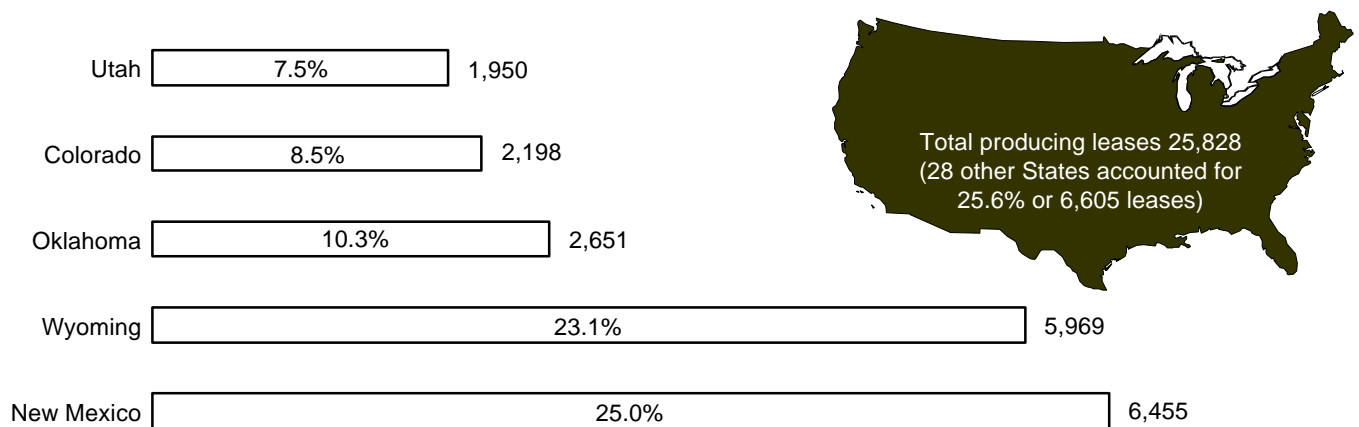 Utah 7.5% 1,950
Colorado 8.5% 2,198
Oklahoma 10.3% 2,651
Wyoming 23.1% 5,969
New Mexico 25.0% 6,455
Total producing leases 25,828
(28 other States accounted for
25.6% or 6,605 leases)